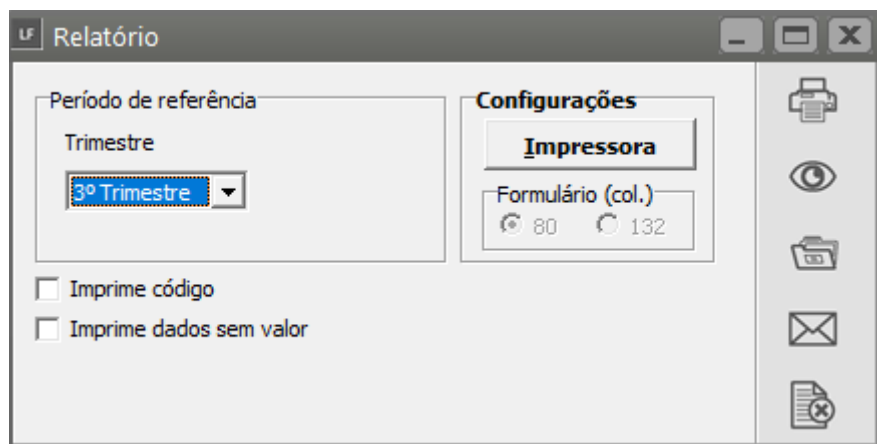 LF Relatório
Período de referência
Trimestre
3º Trimestre
Configurações
Impressora
Formulário (col.)
80 132
Imprime código
Imprime dados sem valor